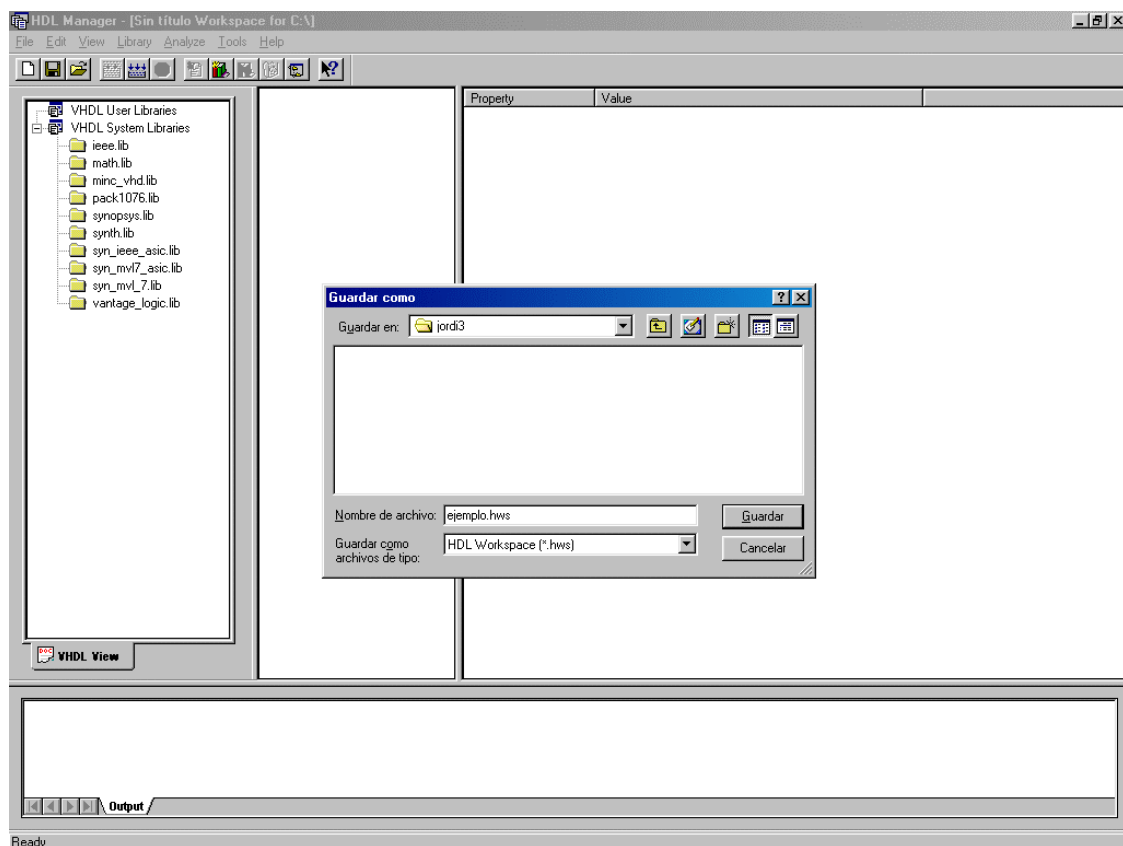 HDL Manager - [Sin título Workspace for C:\]
File Edit View Library Analyze Tools Help
VHDL User Libraries
VHDL System Libraries
ieee.lib
math.lib
minc_vhd.lib
pack1076.lib
synopsys.lib
synth.lib
syn_ieee_asic.lib
syn_mvl7_asic.lib
syn_mvl_7.lib
vantage_logic.lib
VHDL View
Property Value
Guardar como
Guardar en: jordi3
Nombre de archivo: ejemplo.hws
Guardar
Guardar como
archivos de tipo:
HDL Workspace (*.hws)
Cancelar
Output
Ready